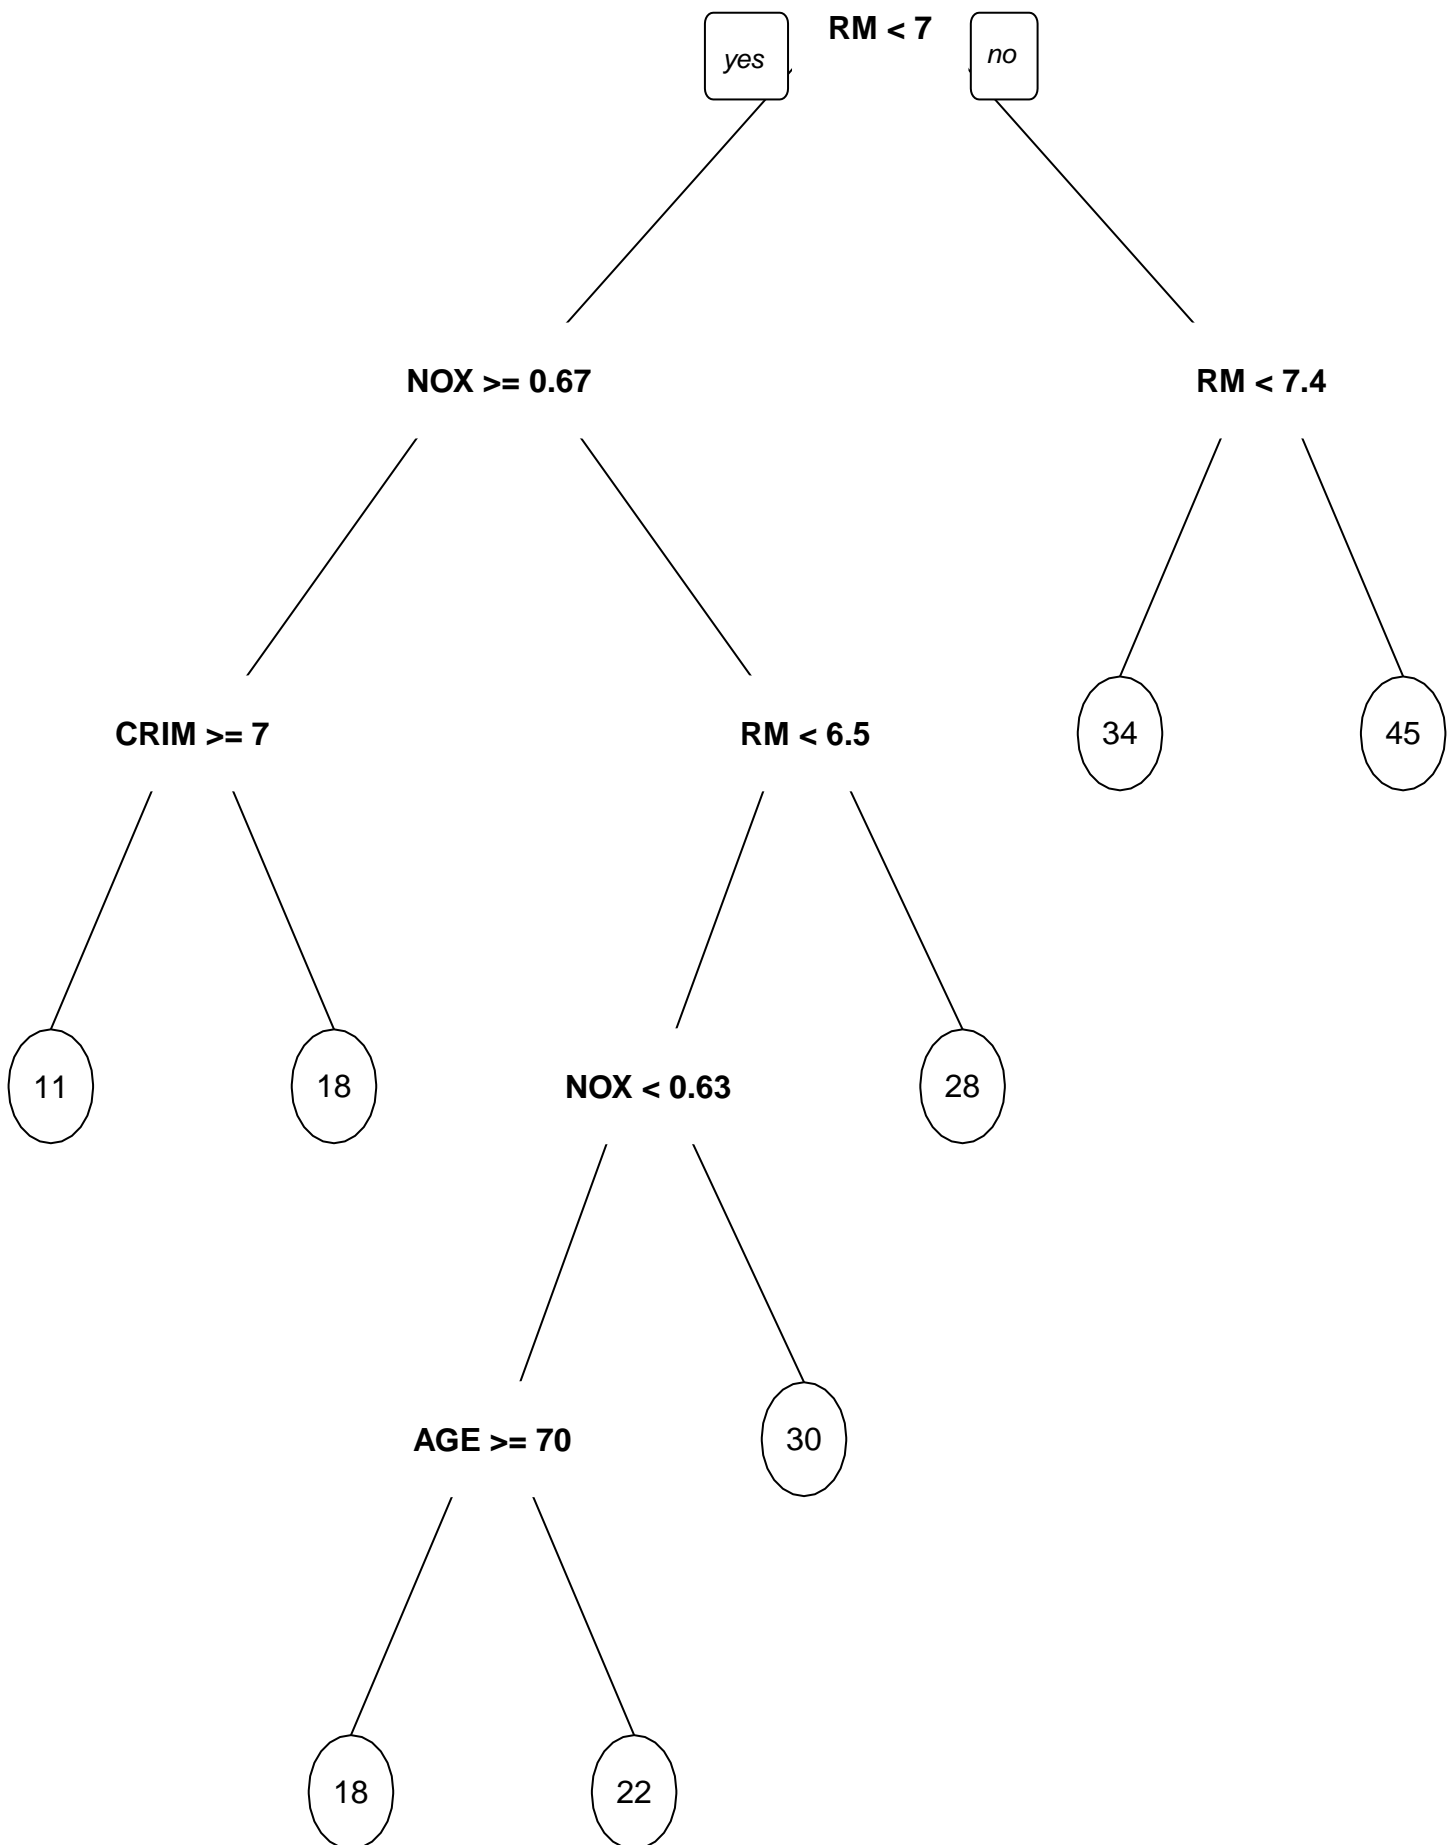 RM < 7
yes
no
NOX >= 0.67
RM < 7.4
CRIM >= 7
RM < 6.5
34
45
11
18
NOX < 0.63
28
AGE >= 70
30
18
22